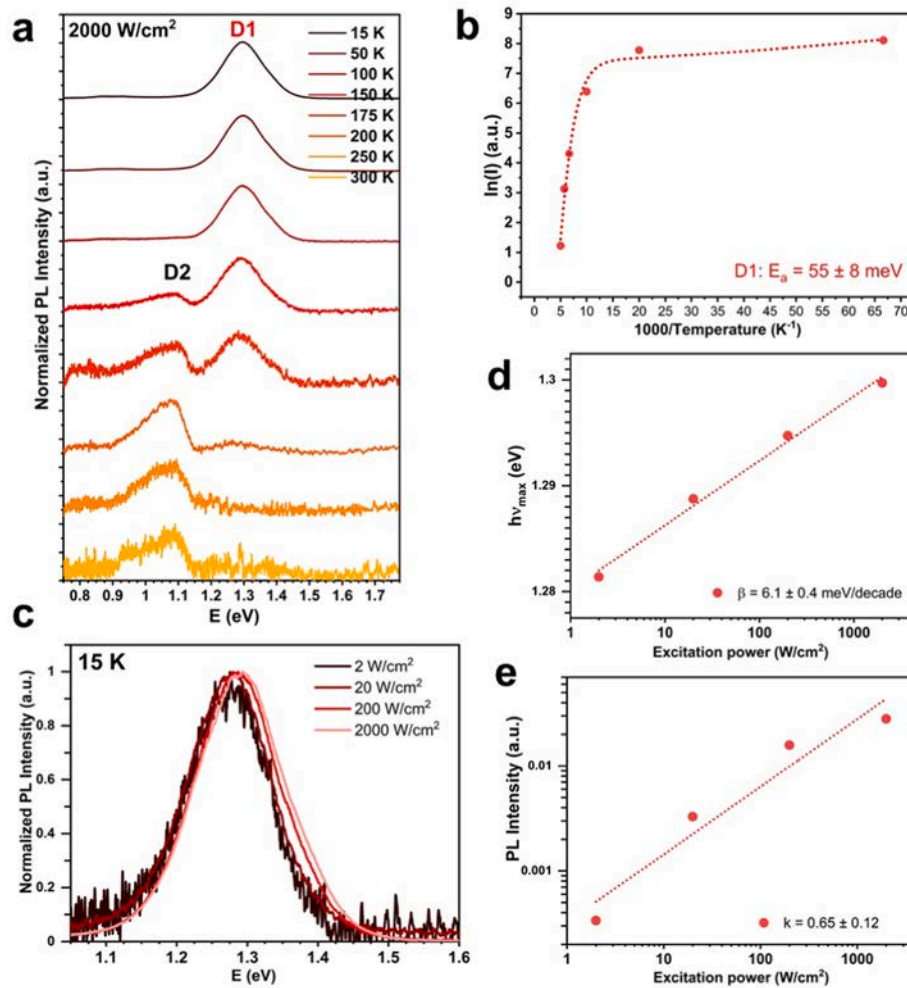 a
2000 W/cm²
D1
15 K
50 K
100 K
150 K
175 K
200 K
250 K
300 K
D2
Normalized PL Intensity (a.u.)
0.8 0.9 1.0 1.1 1.2 1.3 1.4 1.5 1.6 1.7
E (eV)
b
9
8
7
6
5
4
3
2
1
0
ln(I) (a.u.)
D1: Eₐ = 55 ± 8 meV
0 5 10 15 20 25 30 35 40 45 50 55 60 65 70
1000/Temperature (K⁻¹)
c
15 K
2 W/cm²
20 W/cm²
200 W/cm²
2000 W/cm²
1
0.8
0.6
0.4
0.2
0
Normalized PL Intensity (a.u.)
1.1 1.2 1.3 1.4 1.5 1.6
E (eV)
d
1.3
1.29
1.28
hνmax (eV)
β = 6.1 ± 0.4 meV/decade
1 10 100 1000
Excitation power (W/cm²)
e
0.01
0.001
PL Intensity (a.u.)
k = 0.65 ± 0.12
1 10 100 1000
Excitation power (W/cm²)